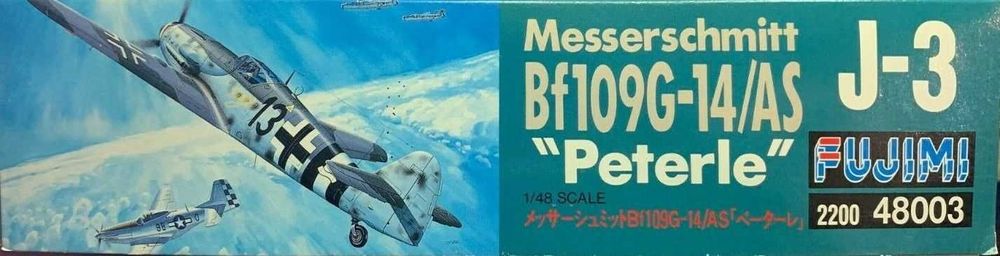 Messerschmitt
Bf109G-14/AS
"Peterle"
J-3
1/48 SCALE
メッサーシュミットBf109G-14/AS「ペーターレ」
FUJIMI
2200 48003
13